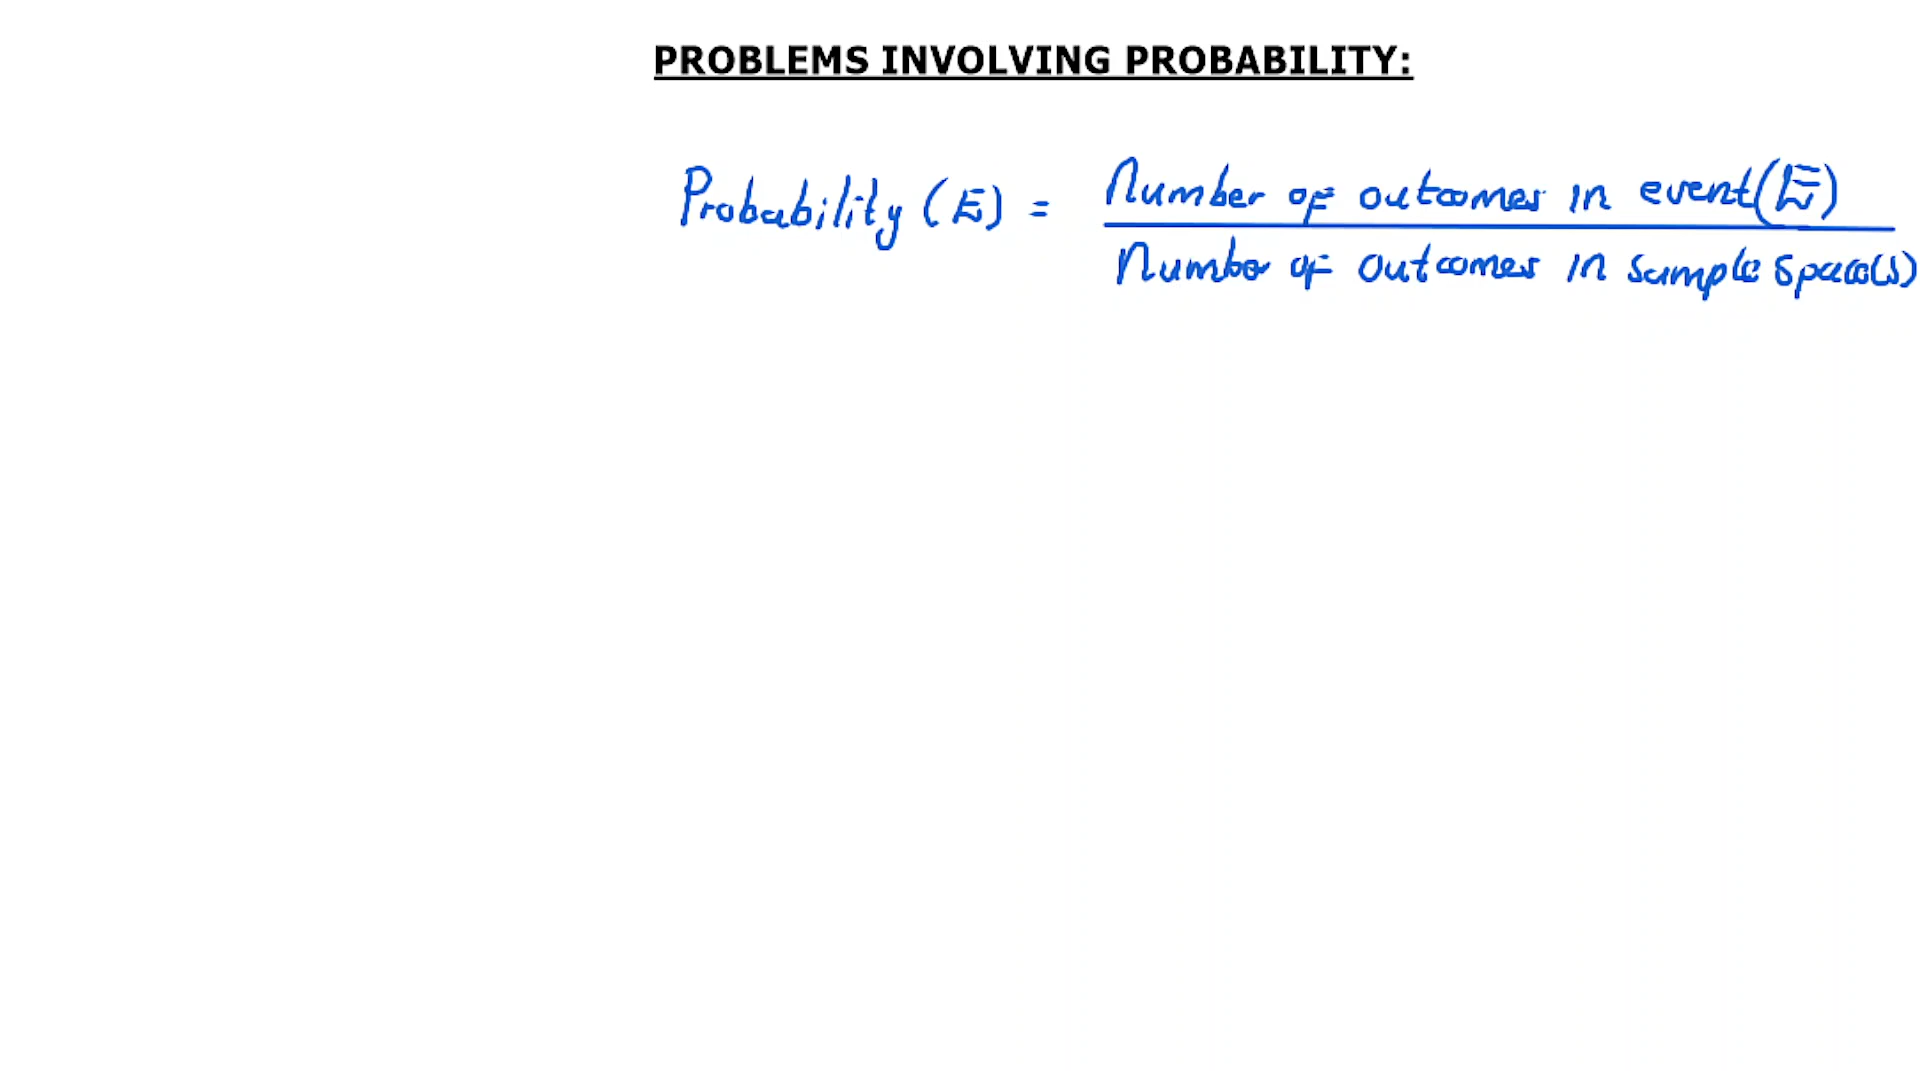 PROBLEMS INVOLVING PROBABILITY:
Probability (E) = Number of outcomes in event(E)
Number of outcomes in sample space(s)